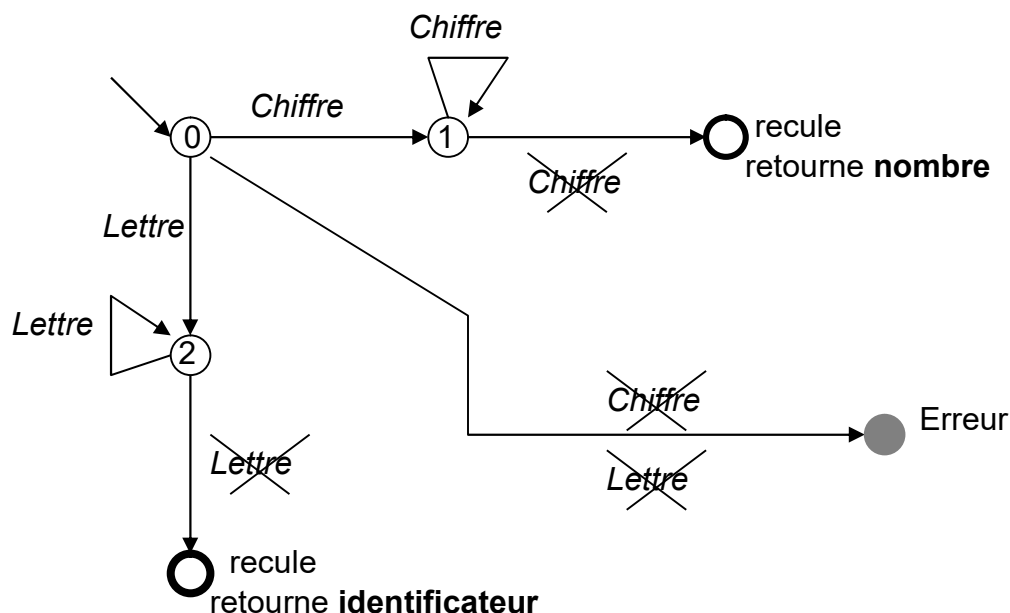 Chiffre
Chiffre
0
1
recule
retourne nombre
Chiffre
Lettre
Lettre
2
Chiffre
Erreur
Lettre
Lettre
recule
retourne identificateur